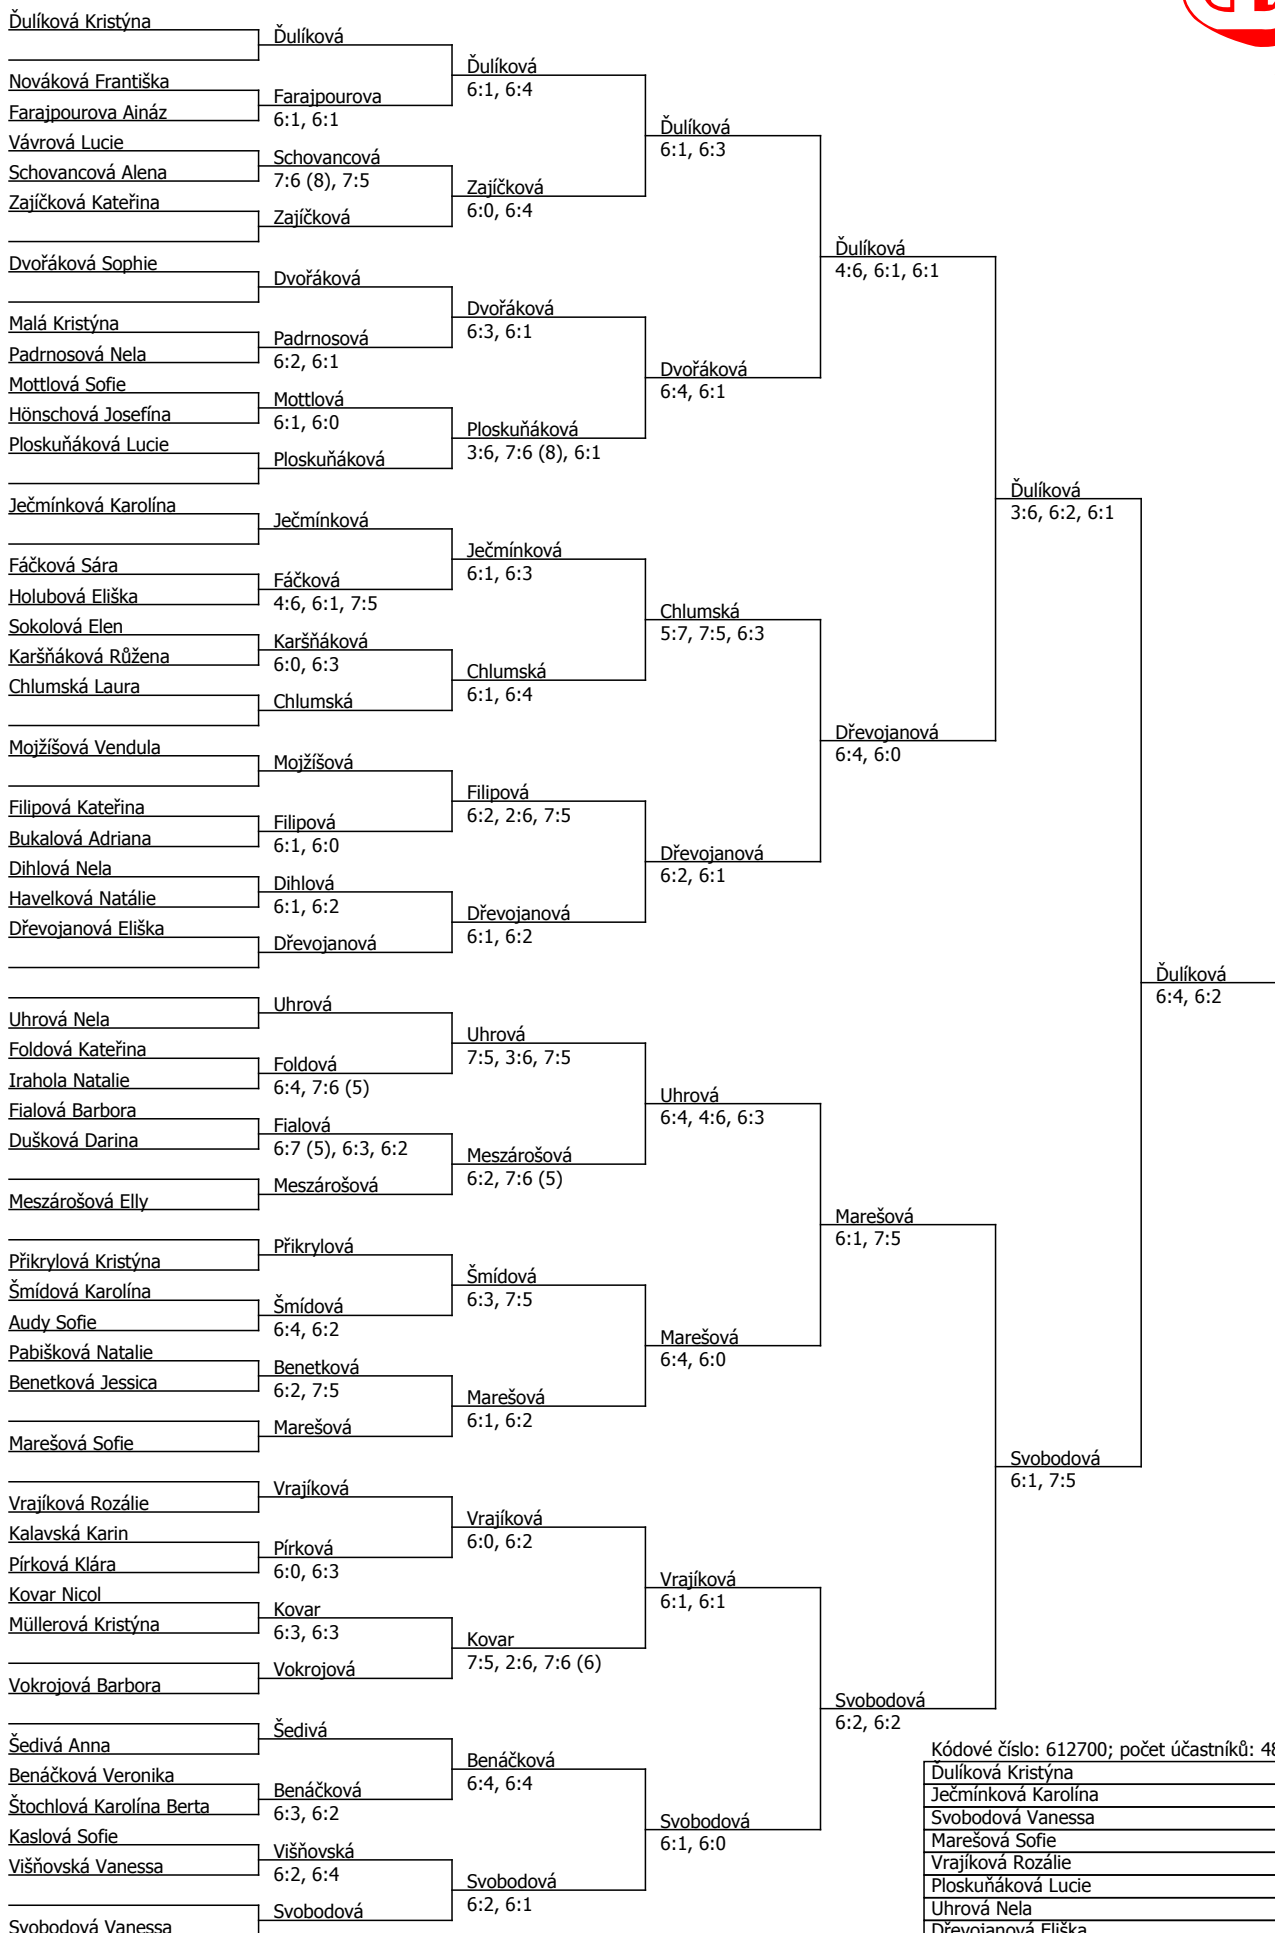 Ďulíková Kristýna
Nováková Františka
Farajpourova Aináz
Vávrová Lucie
Schovancová Alena
Zajíčková Kateřina
Dvořáková Sophie
Malá Kristýna
Padrnosová Nela
Mottlová Sofie
Hönschová Josefína
Ploskuňáková Lucie
Ječmínková Karolína
Fáčková Sára
Holubová Eliška
Sokolová Elen
Karšňáková Růžena
Chlumská Laura
Mojžíšová Vendula
Filipová Kateřina
Bukalová Adriana
Dihlová Nela
Havelková Natálie
Dřevojanová Eliška
Uhrová Nela
Foldová Kateřina
Irahola Natalie
Fialová Barbora
Dušková Darina
Meszárošová Elly
Přikrylová Kristýna
Šmídová Karolína
Audy Sofie
Pabišková Natalie
Benetková Jessica
Marešová Sofie
Vrajíková Rozálie
Kalavská Karin
Pírková Klára
Kovar Nicol
Müllerová Kristýna
Vokrojová Barbora
Šedivá Anna
Benáčková Veronika
Štochlová Karolína Berta
Kaslová Sofie
Višňovská Vanessa
Svobodová Vanessa
Ďulíková
Farajpourova
6:1, 6:1
Schovancová
7:6 (8), 7:5
Zajíčková
Dvořáková
Padrnosová
6:2, 6:1
Mottlová
6:1, 6:0
Ploskuňáková
Ječmínková
Fáčková
4:6, 6:1, 7:5
Karšňáková
6:0, 6:3
Chlumská
Mojžíšová
Filipová
6:1, 6:0
Dihlová
6:1, 6:2
Dřevojanová
Uhrová
Foldová
6:4, 7:6 (5)
Fialová
6:7 (5), 6:3, 6:2
Meszárošová
Přikrylová
Šmídová
6:4, 6:2
Benetková
6:2, 7:5
Marešová
Vrajíková
Pírková
6:0, 6:3
Kovar
6:3, 6:3
Vokrojová
Šedivá
Benáčková
6:3, 6:2
Višňovská
6:2, 6:4
Svobodová
Ďulíková
6:1, 6:4
Zajíčková
6:0, 6:4
Dvořáková
6:3, 6:1
Ploskuňáková
3:6, 7:6 (8), 6:1
Ječmínková
6:1, 6:3
Chlumská
6:1, 6:4
Filipová
6:2, 2:6, 7:5
Dřevojanová
6:1, 6:2
Uhrová
7:5, 3:6, 7:5
Meszárošová
6:2, 7:6 (5)
Šmídová
6:3, 7:5
Marešová
6:1, 6:2
Vrajíková
6:0, 6:2
Kovar
7:5, 2:6, 7:6 (6)
Benáčková
6:4, 6:4
Svobodová
6:2, 6:1
Ďulíková
6:1, 6:3
Dvořáková
6:4, 6:1
Chlumská
5:7, 7:5, 6:3
Dřevojanová
6:2, 6:1
Uhrová
6:4, 4:6, 6:3
Marešová
6:4, 6:0
Vrajíková
6:1, 6:1
Svobodová
6:1, 6:0
Ďulíková
4:6, 6:1, 6:1
Dřevojanová
6:4, 6:0
Marešová
6:1, 7:5
Svobodová
6:2, 6:2
Ďulíková
3:6, 6:2, 6:1
Svobodová
6:1, 7:5
Ďulíková
6:4, 6:2
Kódové číslo: 612700; počet účastníků: 48
Ďulíková Kristýna
Ječmínková Karolína
Svobodová Vanessa
Marešová Sofie
Vrajíková Rozálie
Ploskuňáková Lucie
Uhrová Nela
Dřevojanová Eliška